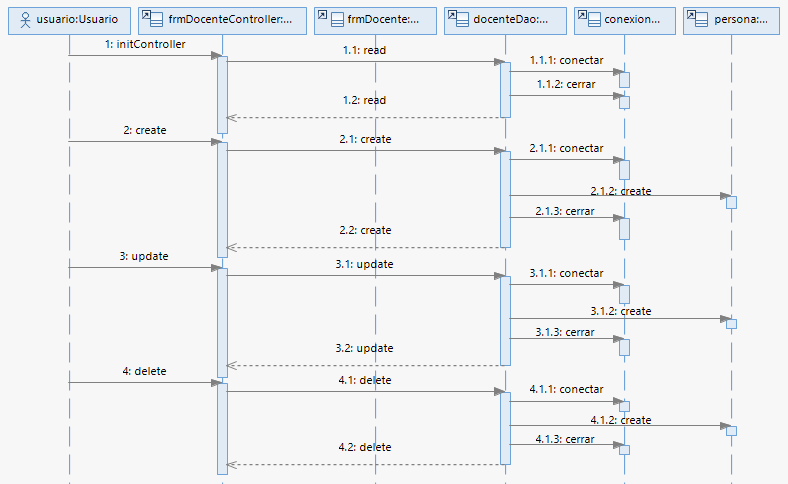 usuario:Usuario
frmDocenteController:...
frmDocente:...
docenteDao:...
conexion...
persona:...
1: initController
1.1: read
1.1.1: conectar
1.1.2: cerrar
1.2: read
2: create
2.1: create
2.1.1: conectar
2.1.2: create
2.1.3: cerrar
2.2: create
3: update
3.1: update
3.1.1: conectar
3.1.2: create
3.1.3: cerrar
3.2: update
4: delete
4.1: delete
4.1.1: conectar
4.1.2: create
4.1.3: cerrar
4.2: delete